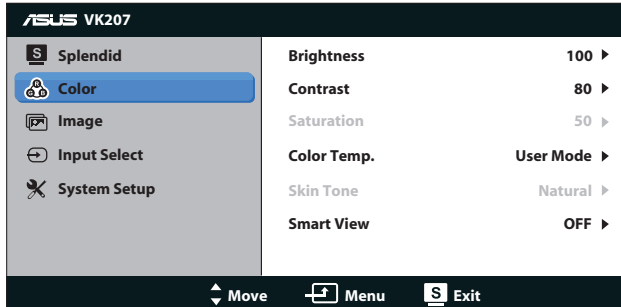 ASUS VK207
S Splendid
R G B Color
Image
Input Select
System Setup
Brightness 100
Contrast 80
Saturation 50
Color Temp. User Mode
Skin Tone Natural
Smart View OFF
Move Menu S Exit